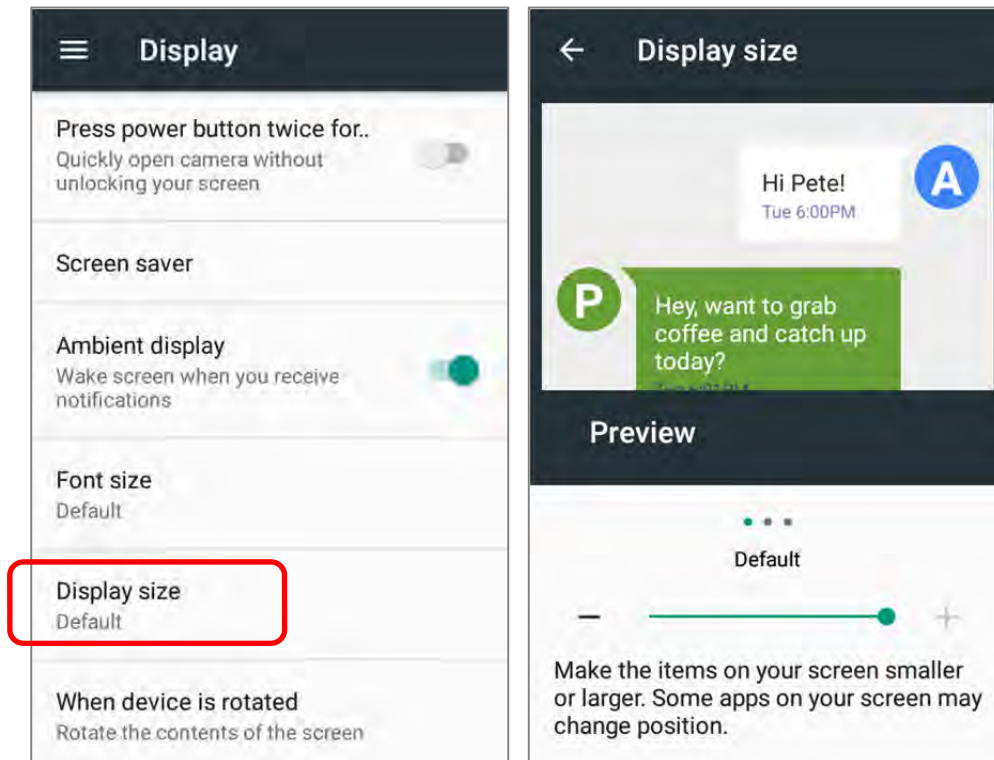 Display
Press power button twice for..
Quickly open camera without
unlocking your screen
Screen saver
Ambient display
Wake screen when you receive
notifications
Font size
Default
Display size
Default
When device is rotated
Rotate the contents of the screen
Display size
Hi Pete!
Tue 6:00PM
A
P
Hey, want to grab
coffee and catch up
today?
Preview
Default
Make the items on your screen smaller
or larger. Some apps on your screen may
change position.